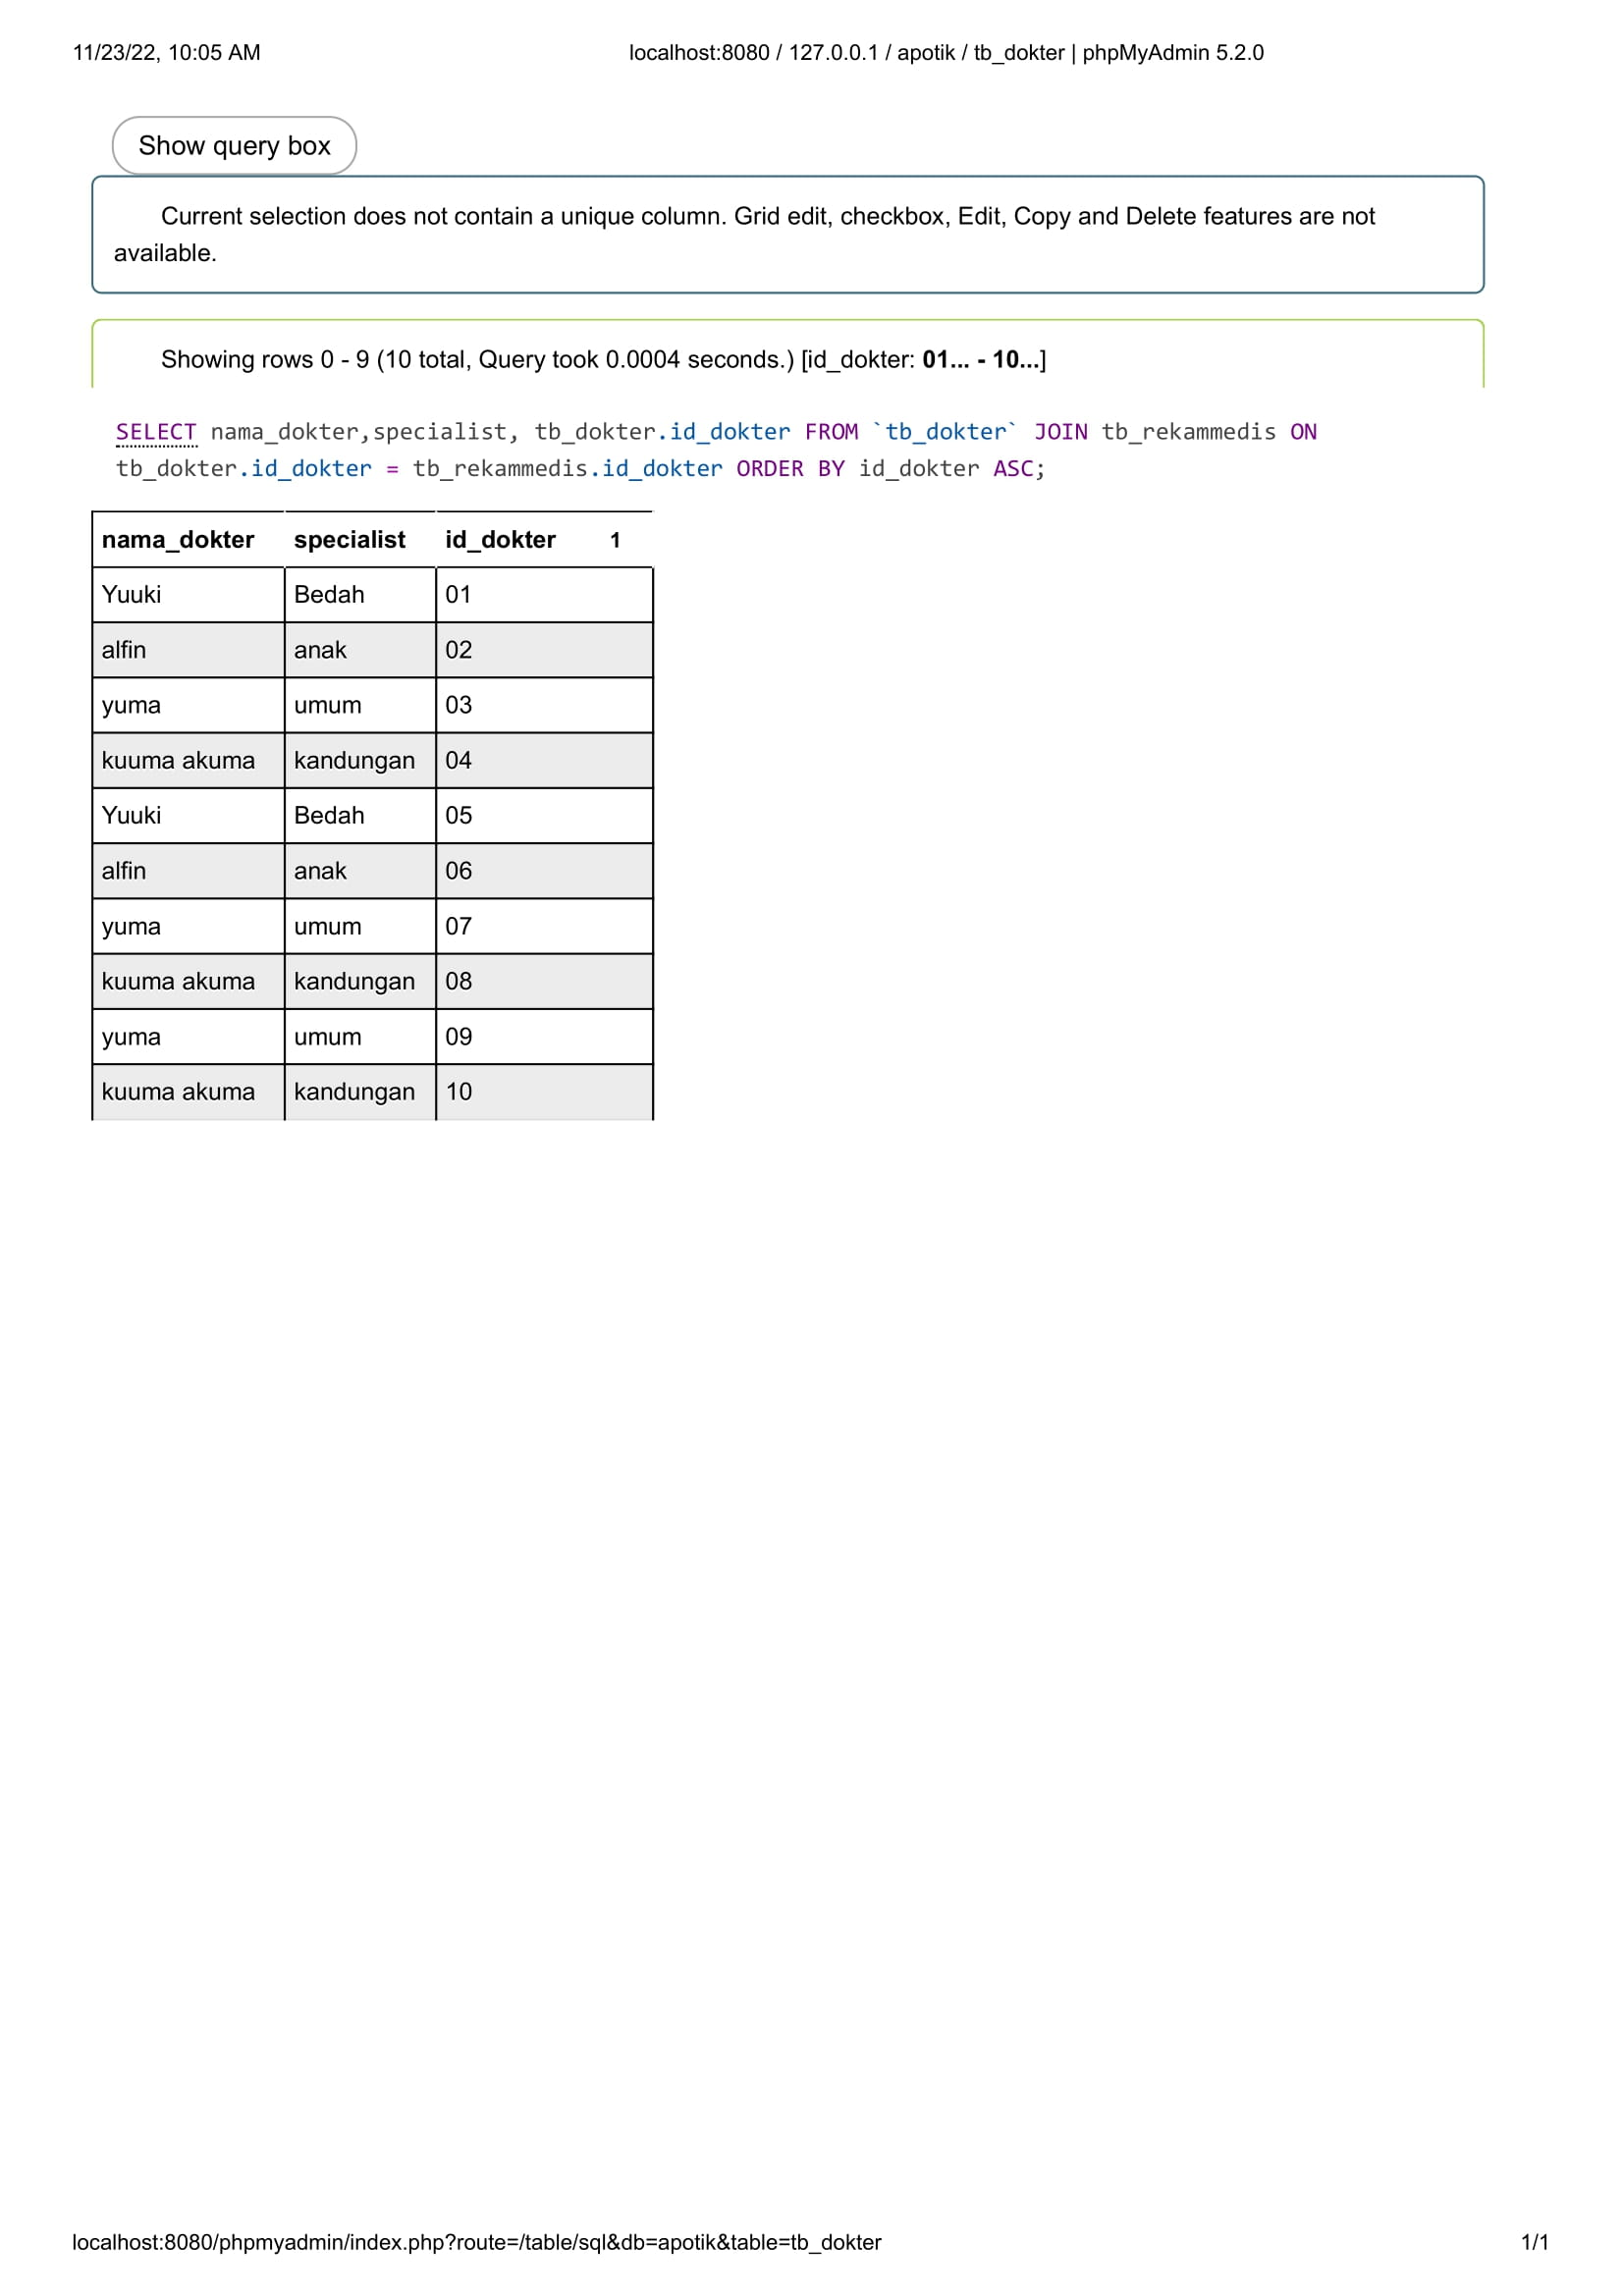 11/23/22, 10:05 AM localhost:8080 / 127.0.0.1 / apotik / tb_dokter | phpMyAdmin 5.2.0
Show query box
Current selection does not contain a unique column. Grid edit, checkbox, Edit, Copy and Delete features are not
available.
Showing rows 0 - 9 (10 total, Query took 0.0004 seconds.) [id_dokter: 01... - 10...]
SELECT nama_dokter,specialist, tb_dokter.id_dokter FROM `tb_dokter` JOIN tb_rekammedis ON
tb_dokter.id_dokter = tb_rekammedis.id_dokter ORDER BY id_dokter ASC;
nama_dokter specialist id_dokter 1
Yuuki Bedah 01
alfin anak 02
yuma umum 03
kuuma akuma kandungan 04
Yuuki Bedah 05
alfin anak 06
yuma umum 07
kuuma akuma kandungan 08
yuma umum 09
kuuma akuma kandungan 10
localhost:8080/phpmyadmin/index.php?route=/table/sql&db=apotik&table=tb_dokter 1/1